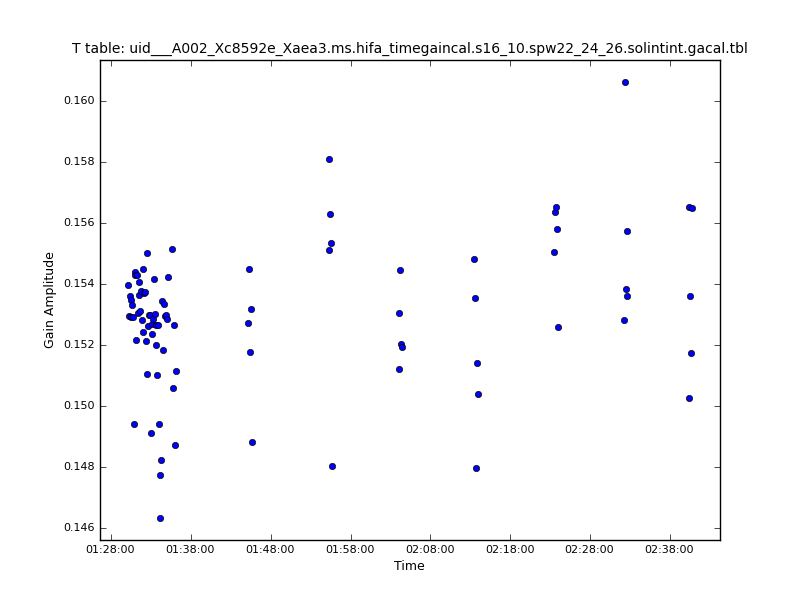 T table: uid___A002_Xc8592e_Xaea3.ms.hifa_timegaincal.s16_10.spw22_24_26.solintint.gacal.tbl
0.160
0.158
0.156
0.154
0.152
0.150
0.148
0.146
Gain Amplitude
01:28:00 01:38:00 01:48:00 01:58:00 02:08:00 02:18:00 02:28:00 02:38:00
Time